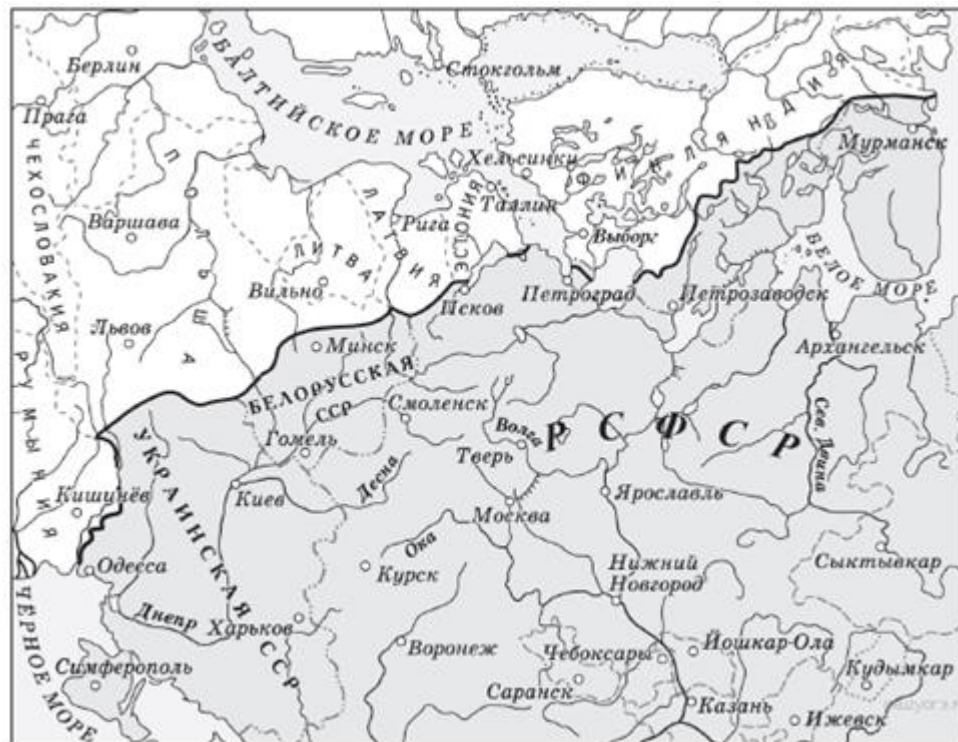 Берлин
БАЛТИЙСКОЕ МОРЕ
Стокгольм
Прага
ФИНЛЯНДИЯ
Мурманск
ЧЕХОСЛОВАКИЯ
ПОЛЬША
Хельсинки
Таллин
ЛАТВИЯ
Рига
ЭСТОНИЯ
Варшава
ЛИТВА
Выборг
БЕЛОЕ МОРЕ
Вильно
Псков
Петроград
Петрозаводск
Львов
Минск
Архангельск
РУМЫНИЯ
БЕЛОРУССКАЯ
ССР
Смоленск
Волга
РСФСР
Сев. Двина
Гомель
Тверь
УКРАИНСКАЯ ССР
Десна
Киев
Ярославль
Кишинёв
Москва
Ока
Сыктывкар
Одесса
Курск
Нижний
Новгород
ЧЁРНОЕ МОРЕ
Днепр
Харьков
Воронеж
Чебоксары
Йошкар-Ола
Кудымкар
Симферополь
Саранск
Казань
Ижевск